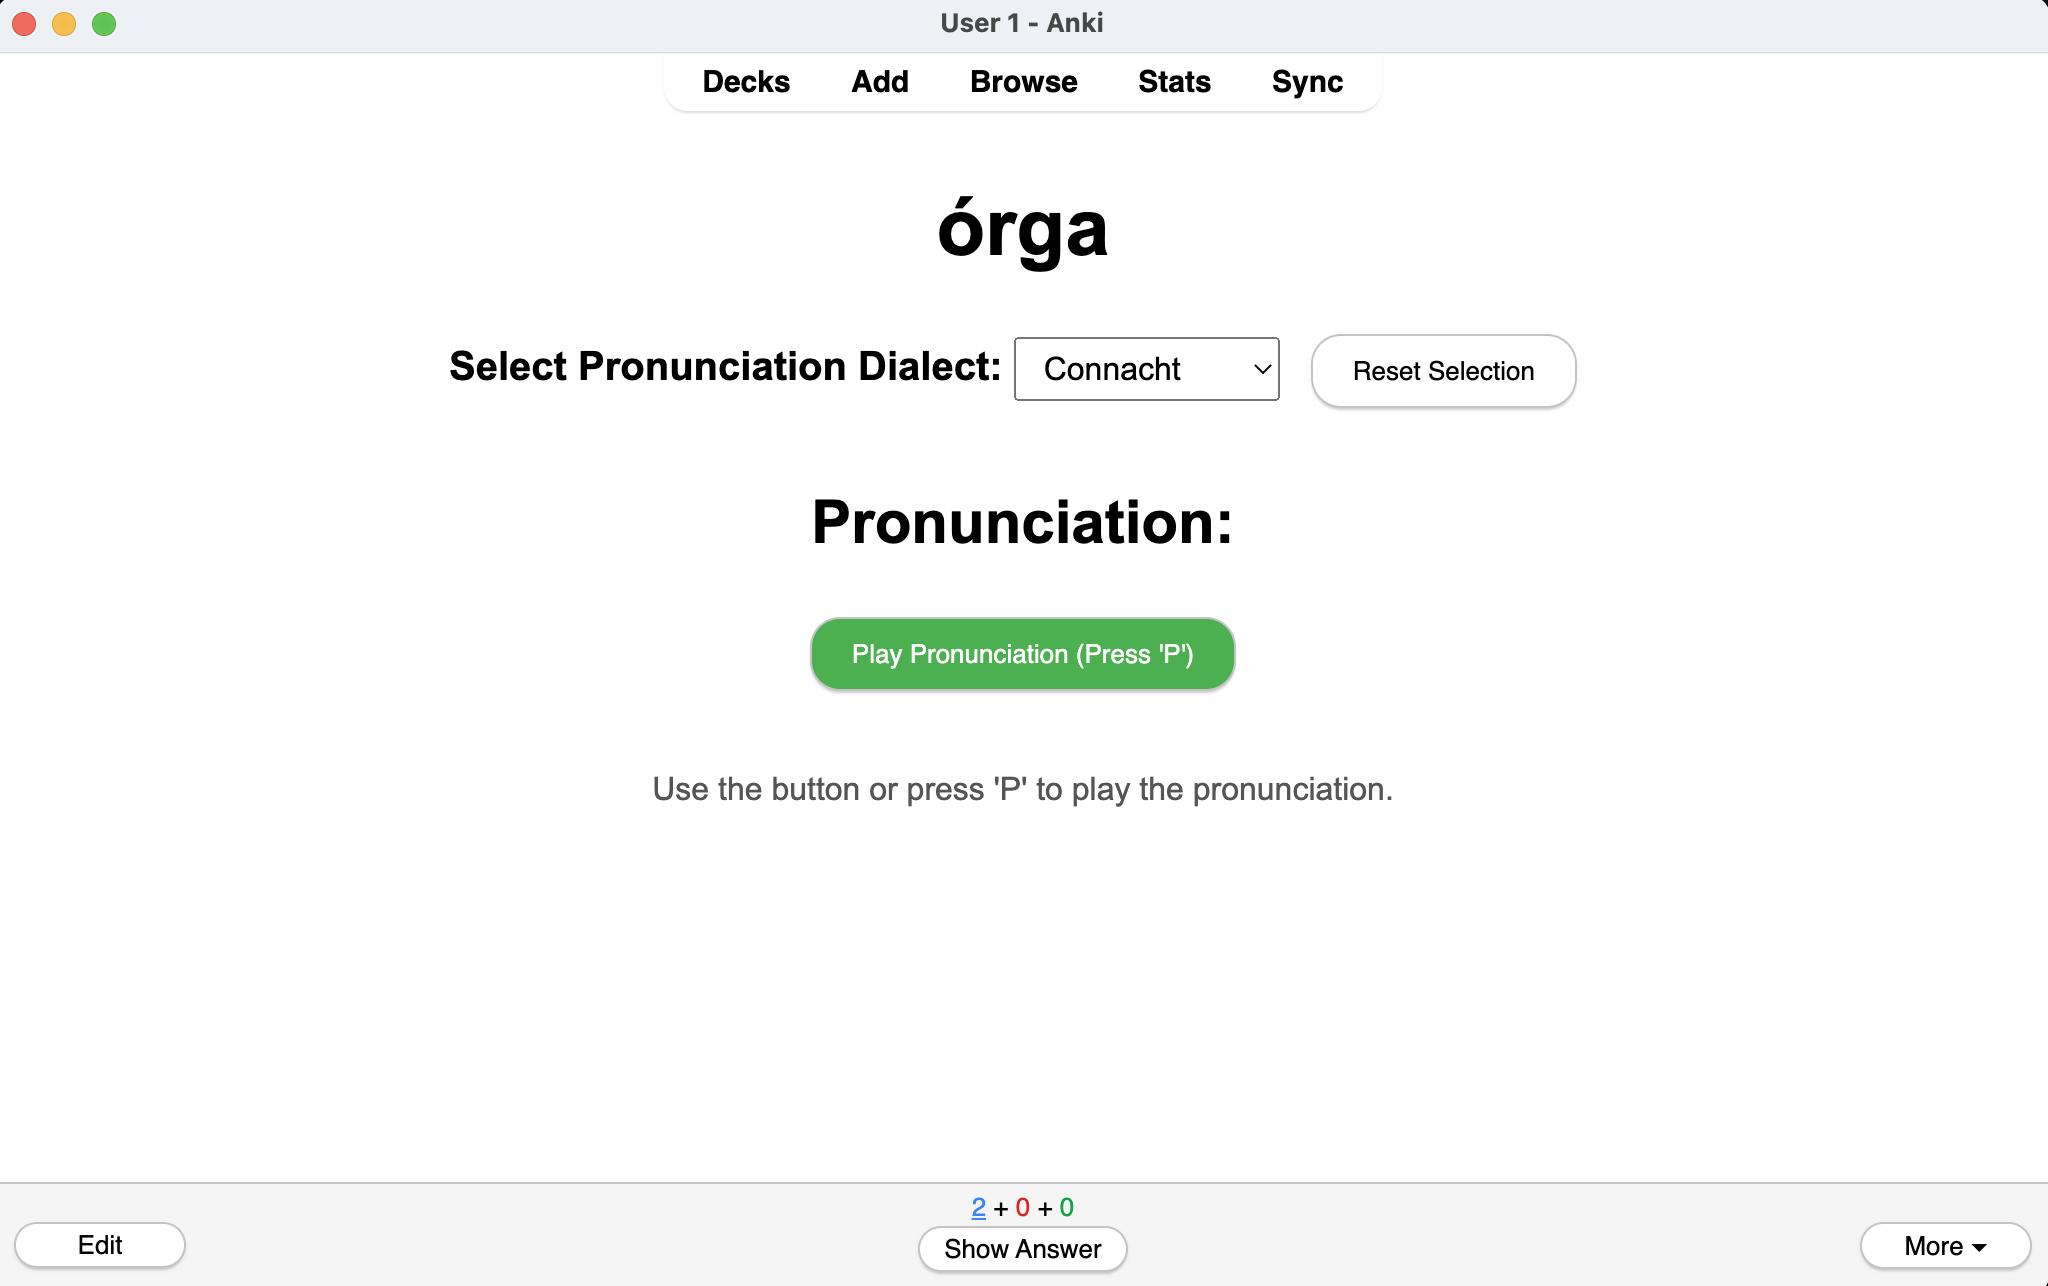 User 1 - Anki
Decks Add Browse Stats Sync
órga
Select Pronunciation Dialect: Connacht Reset Selection
Pronunciation:
Play Pronunciation (Press 'P')
Use the button or press 'P' to play the pronunciation.
2 + 0 + 0
Edit Show Answer More